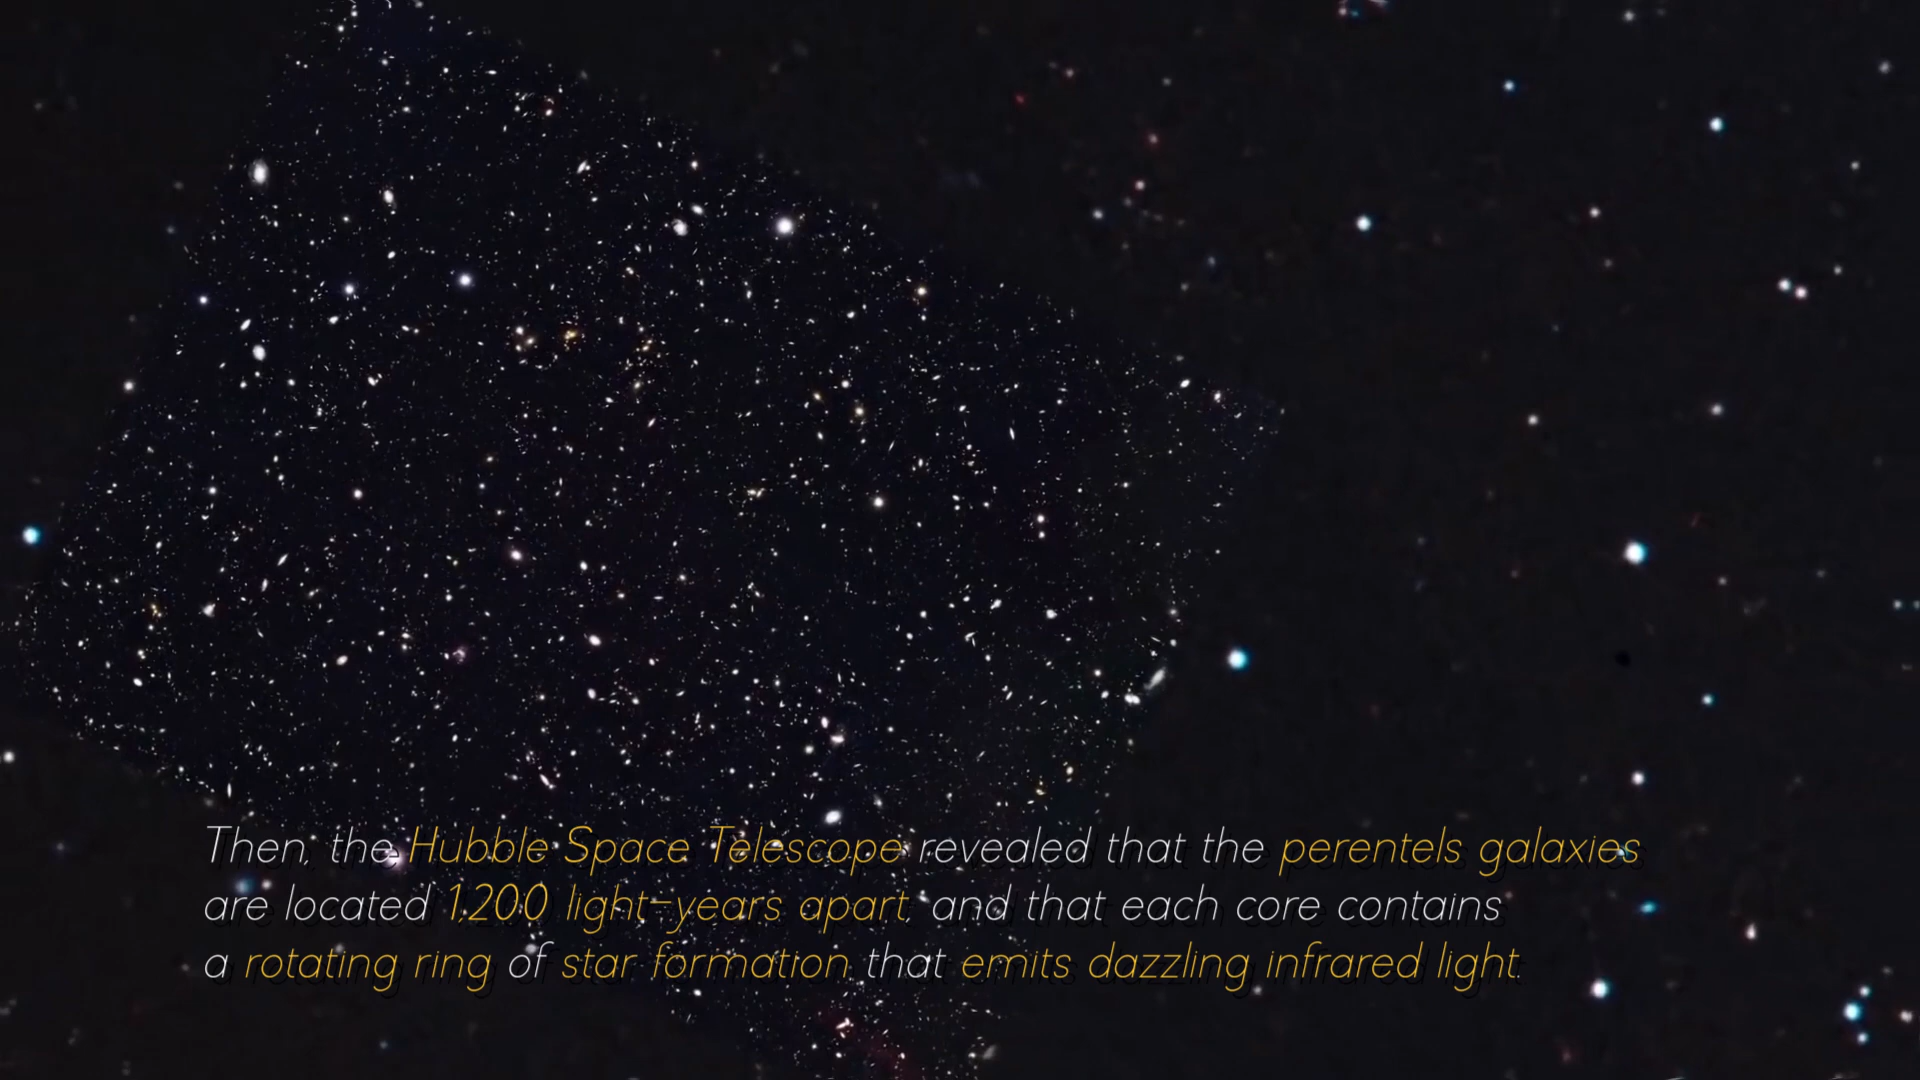 Then, the Hubble Space Telescope revealed that the perentels galaxies
are located 1,200 light-years apart, and that each core contains
a rotating ring of star formation that emits dazzling infrared light.